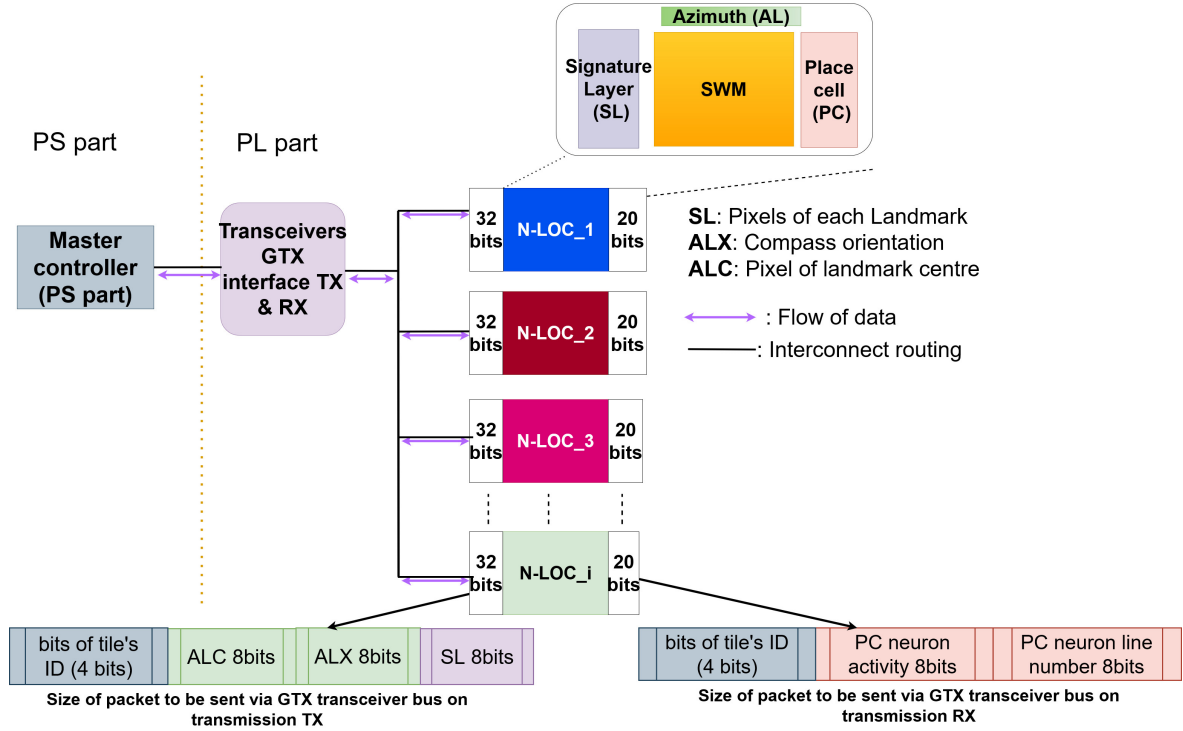 Azimuth (AL)
Signature
Layer
(SL)
SWM
Place
cell
(PC)
PS part
PL part
Master
controller
(PS part)
Transceivers
GTX
interface TX
& RX
32
bits
N-LOC_1
20
bits
32
bits
N-LOC_2
20
bits
32
bits
N-LOC_3
20
bits
32
bits
N-LOC_i
20
bits
SL: Pixels of each Landmark
ALX: Compass orientation
ALC: Pixel of landmark centre
: Flow of data
: Interconnect routing
bits of tile's
ID (4 bits)
ALC 8bits
ALX 8bits
SL 8bits
Size of packet to be sent via GTX transceiver bus on
transmission TX
bits of tile's ID
(4 bits)
PC neuron
activity 8bits
PC neuron line
number 8bits
Size of packet to be sent via GTX transceiver bus on
transmission RX